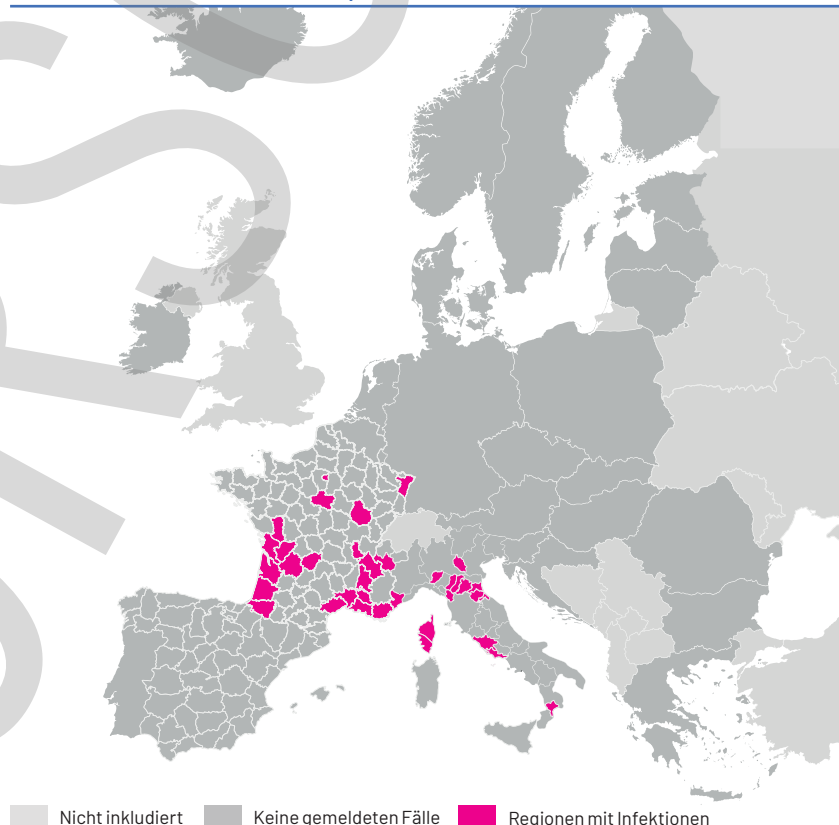 Nicht inkludiert
Keine gemeldeten Fälle
Regionen mit Infektionen